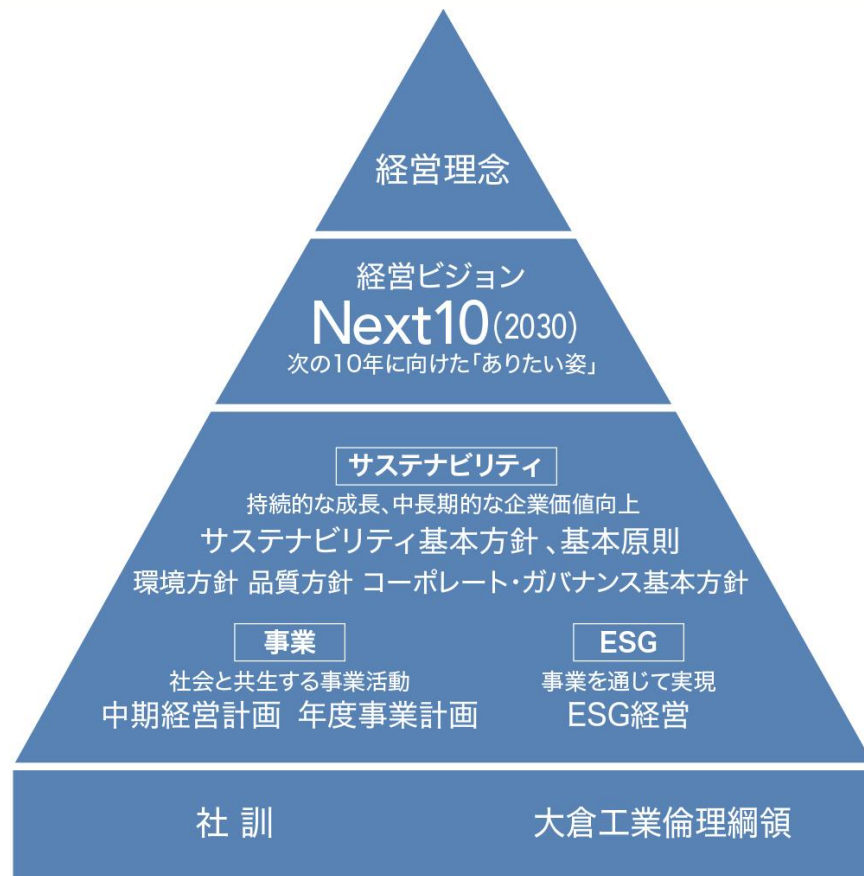 経営理念
経営ビジョン
Next10(2030)
次の10年に向けた「ありたい姿」
サステナビリティ
持続的な成長、中長期的な企業価値向上
サステナビリティ基本方針、基本原則
環境方針 品質方針 コーポレート・ガバナンス基本方針
事業
社会と共生する事業活動
中期経営計画 年度事業計画
ESG
事業を通じて実現
ESG経営
社訓
大倉工業倫理綱領